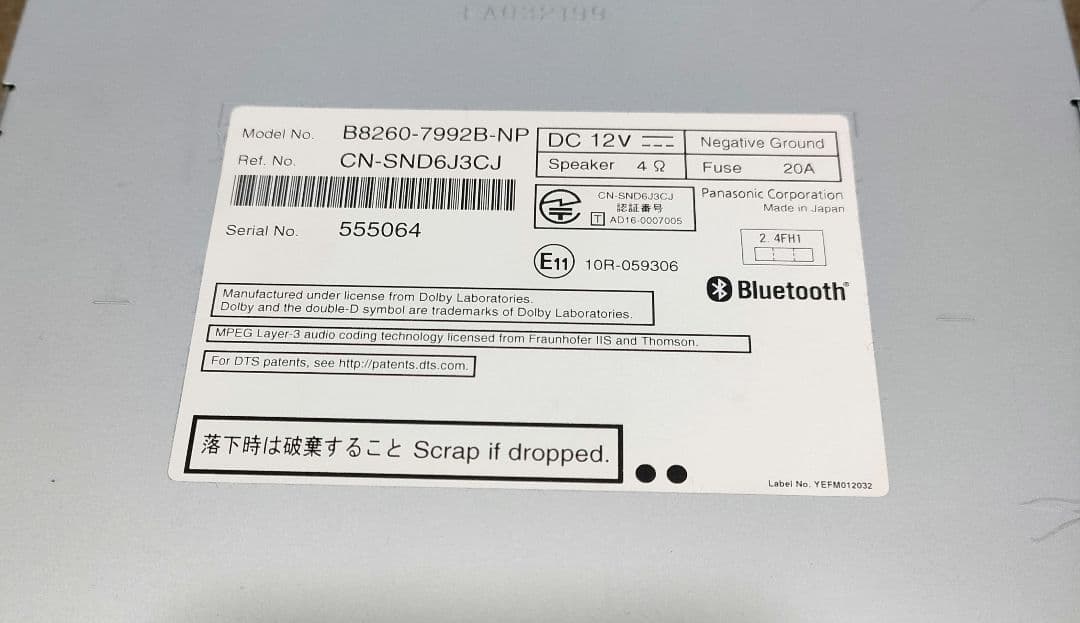 Model No. B8260-7992B-NP
Ref. No. CN-SND6J3CJ
Serial No. 555064
DC 12V
Negative Ground
Speaker 4Ω
Fuse 20A
CN-SND6J3CJ
認証番号
T AD16-0007005
Panasonic Corporation
Made in Japan
2.4FH1
E11 10R-059306
Bluetooth®
Manufactured under license from Dolby Laboratories.
Dolby and the double-D symbol are trademarks of Dolby Laboratories.
MPEG Layer-3 audio coding technology licensed from Fraunhofer IIS and Thomson.
For DTS patents, see http://patents.dts.com.
落下時は破棄すること Scrap if dropped.
Label No. YEFM012032